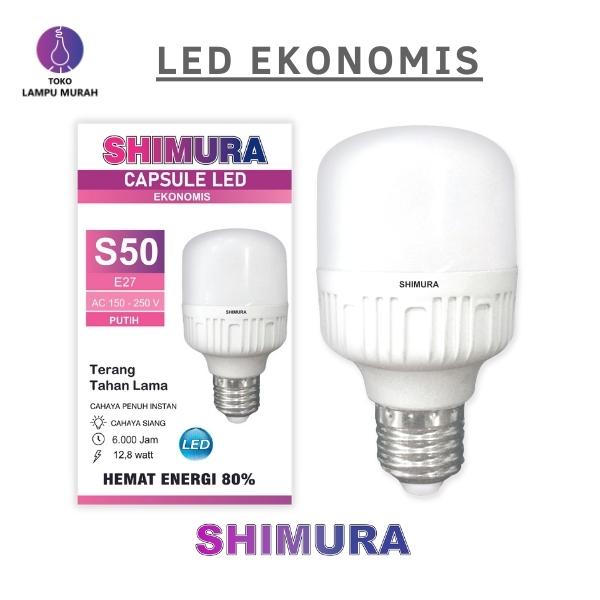 TOKO
LAMPU MURAH
LED EKONOMIS
SHIMURA
CAPSULE LED
EKONOMIS
S50
E27
AC 150 - 250 V
PUTIH
SHIMURA
Terang
Tahan Lama
CAHAYA PENUH INSTAN
CAHAYA SIANG
6.000 Jam
12,8 watt
LED
HEMAT ENERGI 80%
SHIMURA
SHIMURA